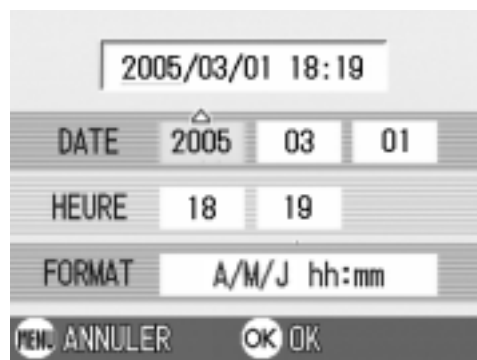 2005/03/01 18:19
DATE 2005 03 01
HEURE 18 19
FORMAT A/M/J hh:mm
MENU ANNULER OK OK